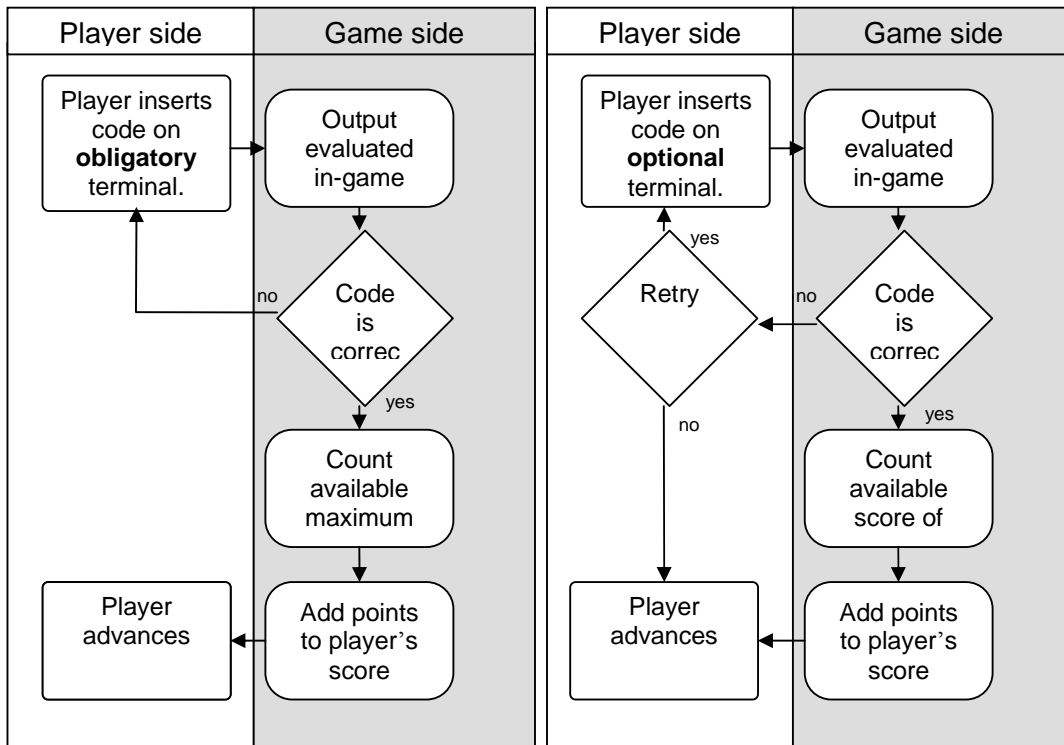 Player side
Game side
Player inserts
code on
obligatory
terminal.
Output
evaluated
in-game
no
Code
is
correc
yes
Count
available
maximum
Player
advances
Add points
to player’s
score
Player side
Game side
Player inserts
code on
optional
terminal.
Output
evaluated
in-game
yes
Retry
no
Code
is
correc
no
yes
Count
available
score of
Player
advances
Add points
to player’s
score